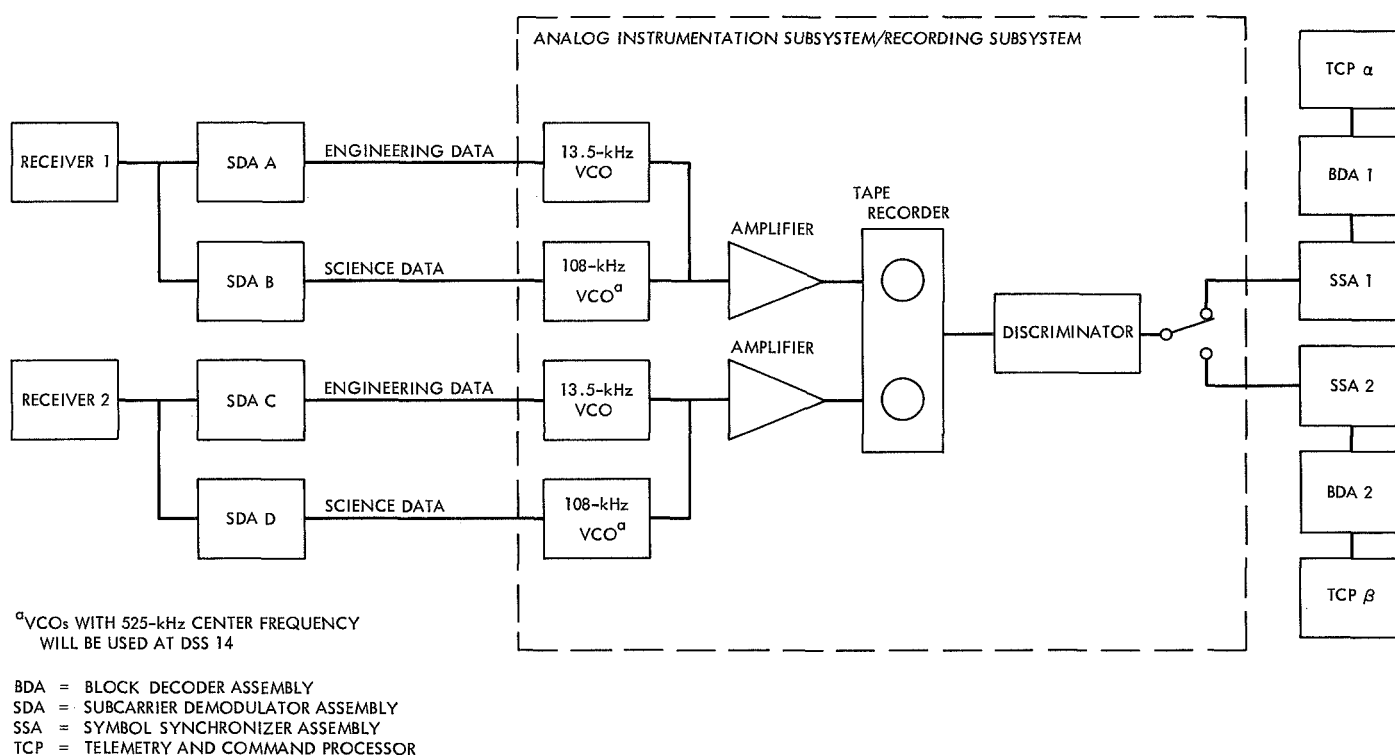 ANALOG INSTRUMENTATION SUBSYSTEM/RECORDING SUBSYSTEM
RECEIVER 1
SDA A
ENGINEERING DATA
13.5-kHz
VCO
SDA B
SCIENCE DATA
108-kHz
VCOᵃ
AMPLIFIER
RECEIVER 2
SDA C
ENGINEERING DATA
13.5-kHz
VCO
SDA D
SCIENCE DATA
108-kHz
VCOᵃ
AMPLIFIER
TAPE
RECORDER
DISCRIMINATOR
TCP α
BDA 1
SSA 1
SSA 2
BDA 2
TCP β
ᵃVCOs WITH 525-kHz CENTER FREQUENCY
WILL BE USED AT DSS 14
BDA = BLOCK DECODER ASSEMBLY
SDA = SUBCARRIER DEMODULATOR ASSEMBLY
SSA = SYMBOL SYNCHRONIZER ASSEMBLY
TCP = TELEMETRY AND COMMAND PROCESSOR